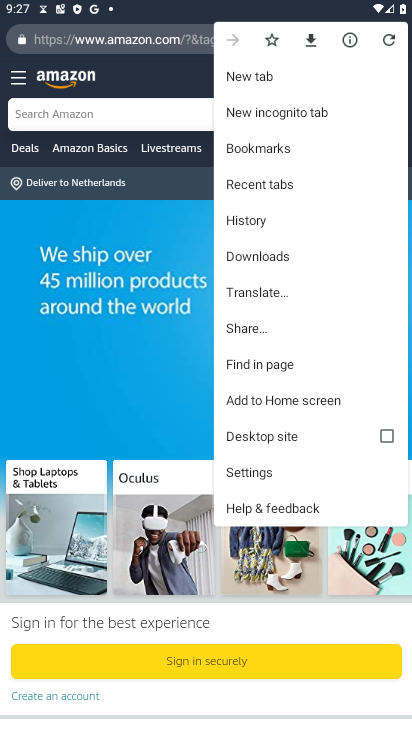 9:27
https://www.amazon.com/?&tag
New tab
New incognito tab
Bookmarks
Recent tabs
History
Downloads
Translate...
Share...
Find in page
Add to Home screen
Desktop site
Settings
Help & feedback
amazon
Search Amazon
Deals Amazon Basics Livestreams
Deliver to Netherlands
We ship over
45 million products
around the world
Shop Laptops
& Tablets
Oculus
Sign in for the best experience
Sign in securely
Create an account